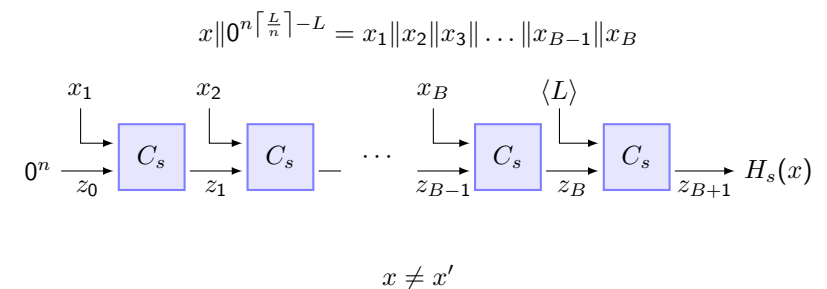 x∥0^{n⌈L/n⌉−L} = x_1∥x_2∥x_3∥...∥x_{B−1}∥x_B
x_1 x_2 x_B ⟨L⟩
0^n C_s C_s ... C_s C_s H_s(x)
z_0 z_1 z_{B−1} z_B z_{B+1}
x ≠ x′